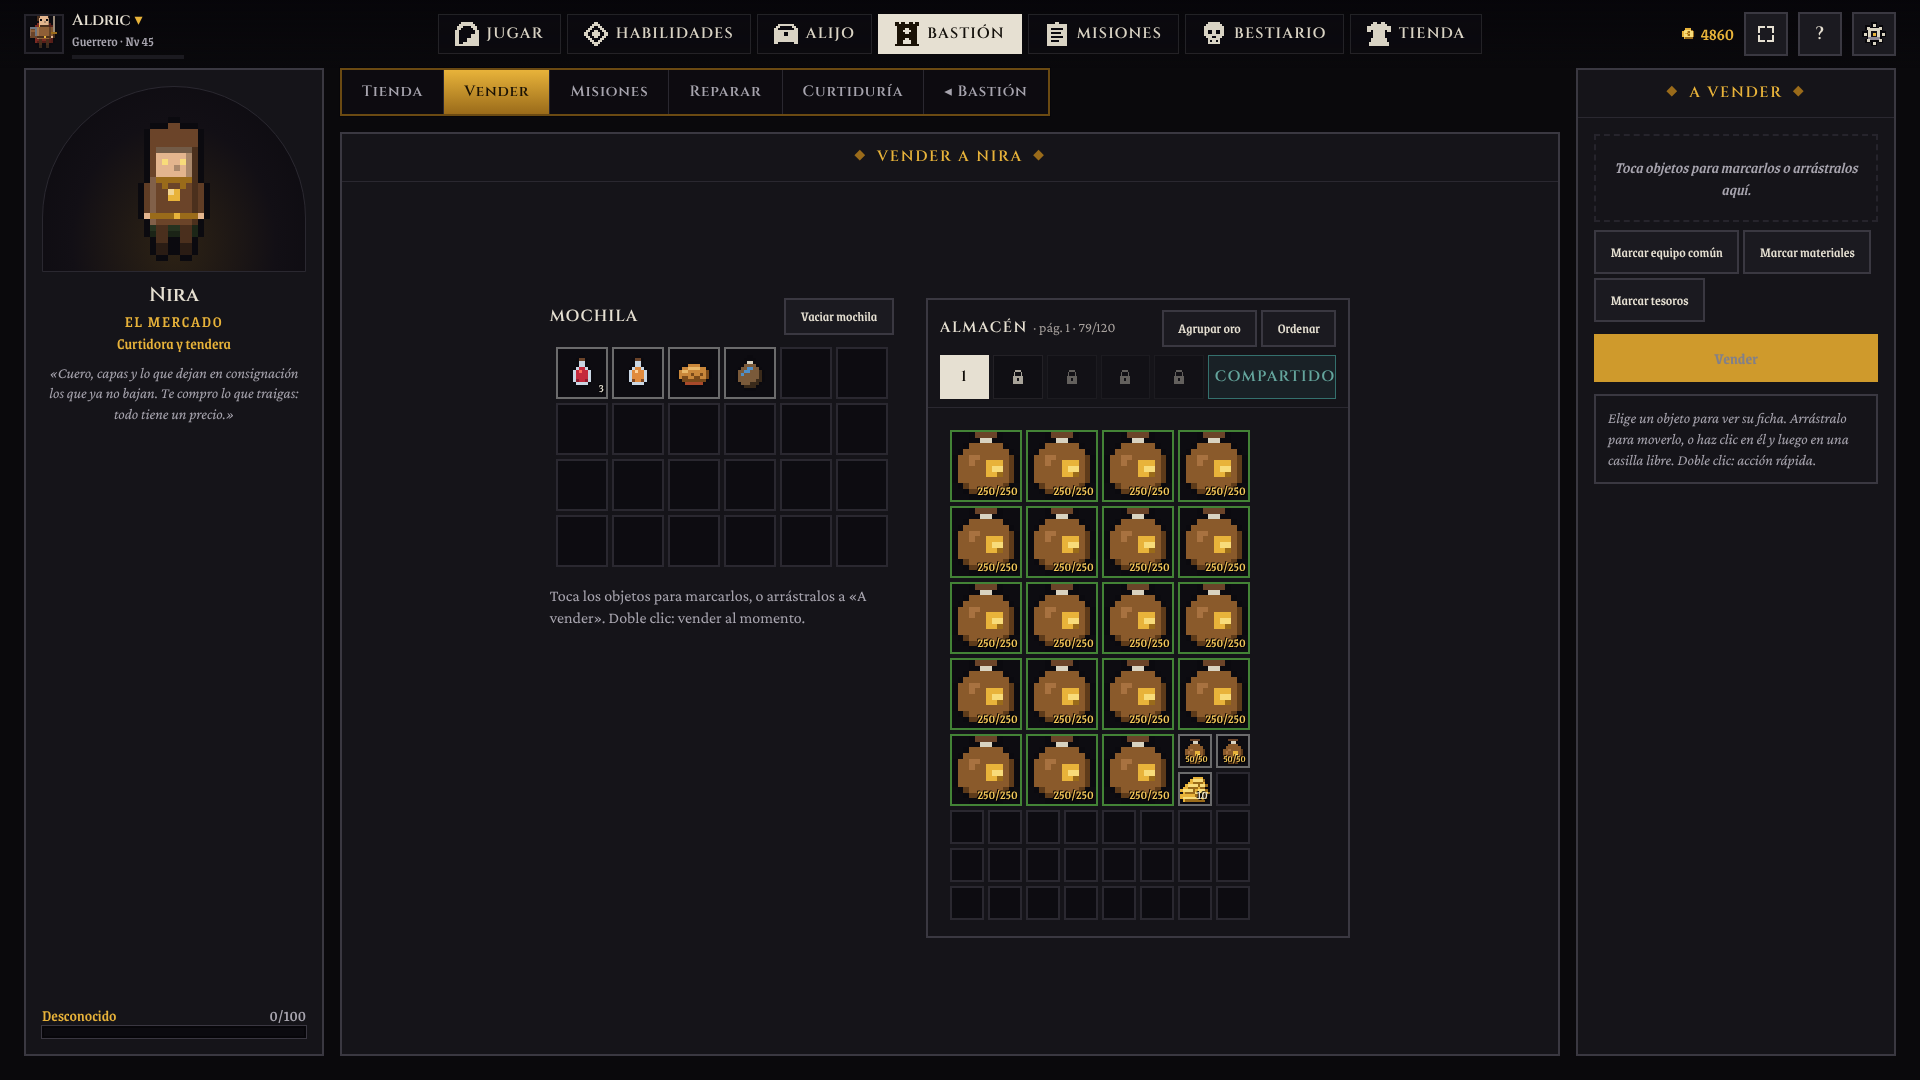 ALDRIC ▾
Guerrero · Nv 45
JUGAR
HABILIDADES
ALIJO
BASTIÓN
MISIONES
BESTIARIO
TIENDA
4860
?
TIENDA
VENDER
MISIONES
REPARAR
CURTIDURÍA
◂ BASTIÓN
NIRA
EL MERCADO
Curtidora y tendera
«Cuero, capas y lo que dejan en consignación
los que ya no bajan. Te compro lo que traigas:
todo tiene un precio.»
Desconocido
0/100
◆ VENDER A NIRA ◆
MOCHILA
Vaciar mochila
3
Toca los objetos para marcarlos, o arrástralos a «A
vender». Doble clic: vender al momento.
ALMACÉN · pág. 1 · 79/120
Agrupar oro
Ordenar
1
COMPARTIDO
250/250 250/250 250/250 250/250
250/250 250/250 250/250 250/250
250/250 250/250 250/250 250/250
250/250 250/250 250/250 250/250
50/50 50/50
250/250 250/250 250/250 10
◆ A VENDER ◆
Toca objetos para marcarlos o arrástralos
aquí.
Marcar equipo común
Marcar materiales
Marcar tesoros
Vender
Elige un objeto para ver su ficha. Arrástralo
para moverlo, o haz clic en él y luego en una
casilla libre. Doble clic: acción rápida.